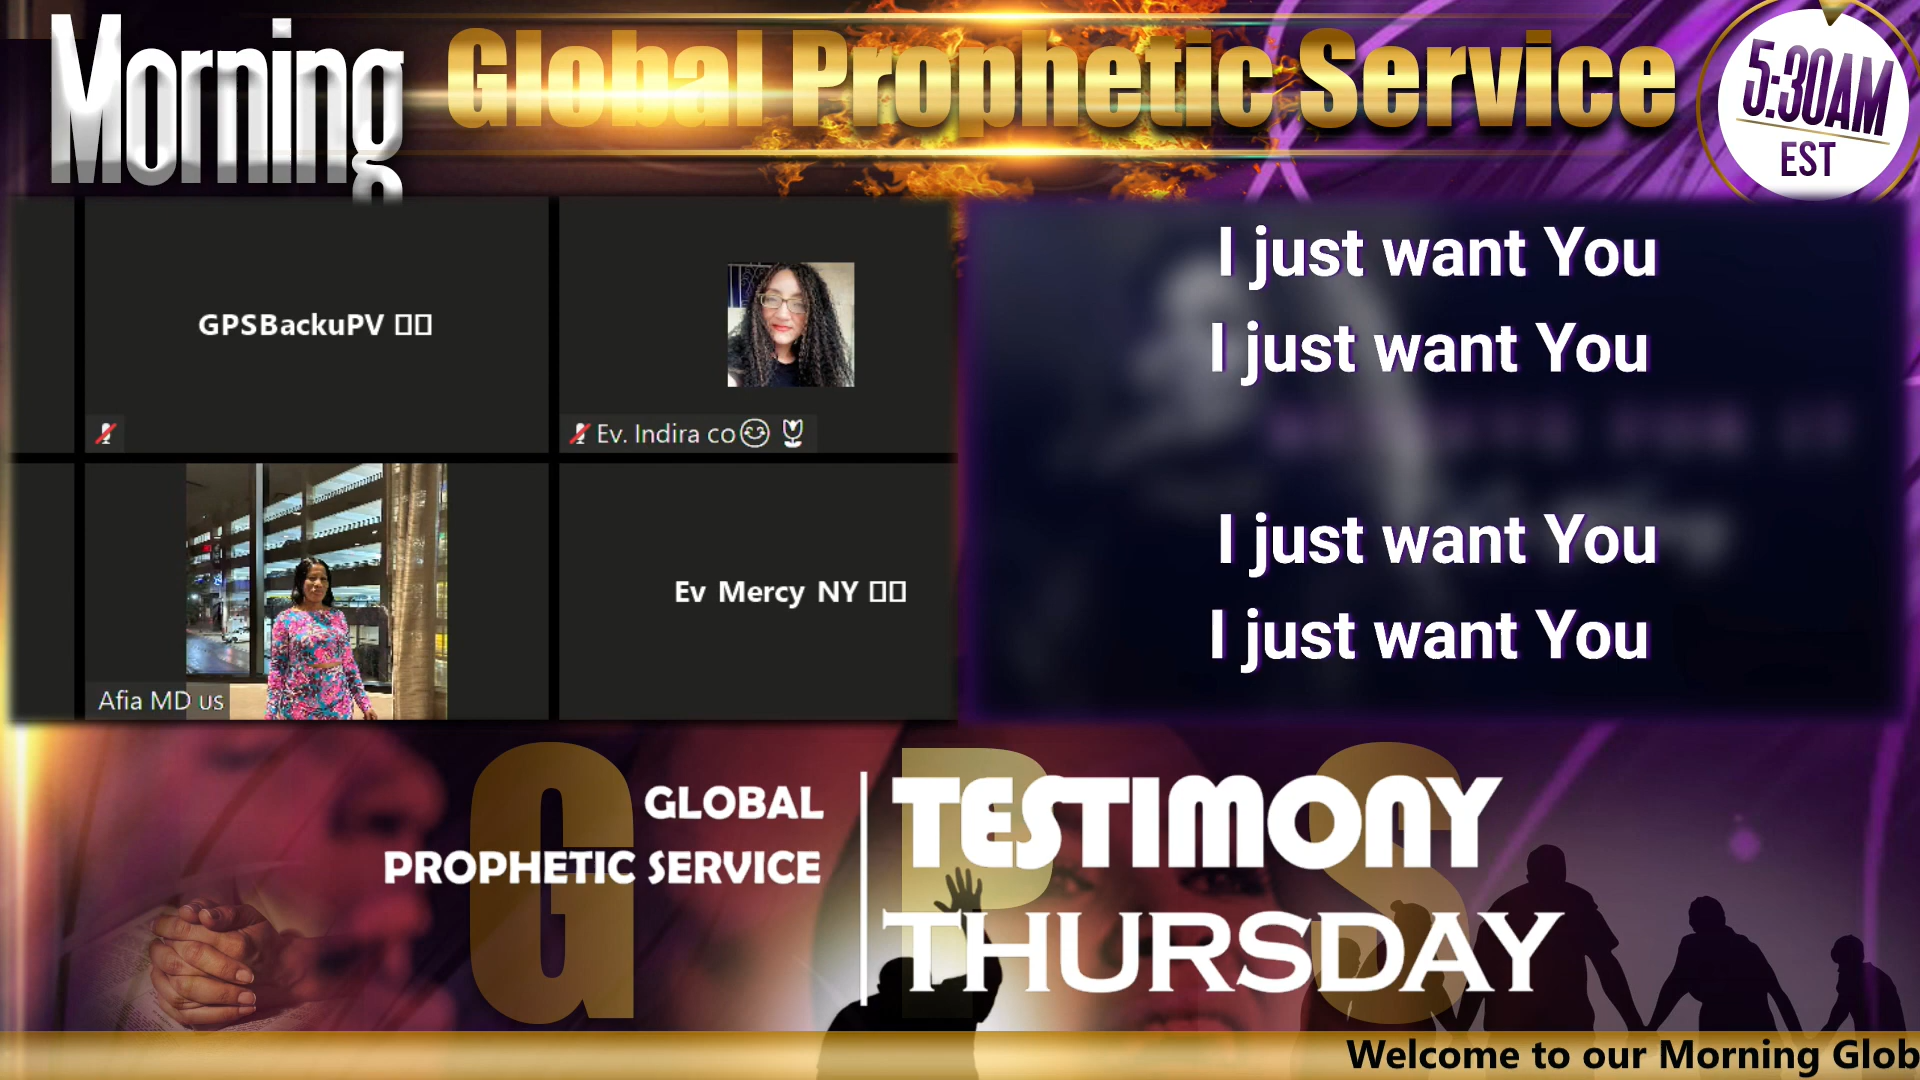 Morning
Global Prophetic Service
5:30AM
EST
GPSBackuPV
Ev. Indira co
Afia MD us
Ev Mercy NY
I just want You
I just want You
I just want You
I just want You
GPS
GLOBAL
PROPHETIC SERVICE
TESTIMONY
THURSDAY
Welcome to our Morning Glob